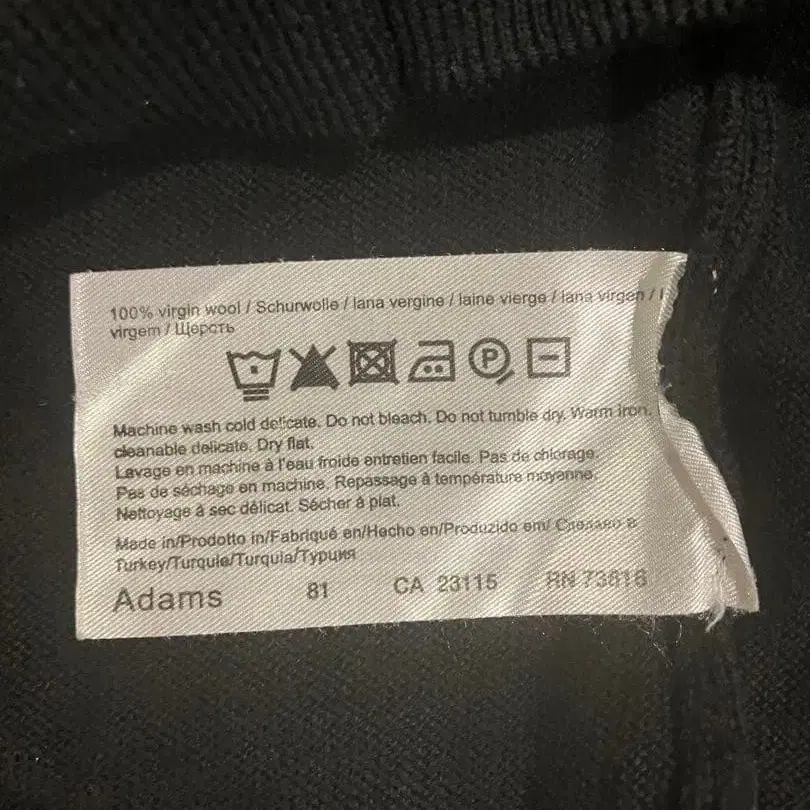 100% virgin wool / Schurwolle / lana vergine / laine vierge / lana virgen /
virgem / Щерсть
P
Machine wash cold delicate. Do not bleach. Do not tumble dry. Warm iron.
cleanable delicate. Dry flat.
Lavage en machine à l'eau froide entretien facile. Pas de chlorage.
Pas de séchage en machine. Repassage à température moyenne.
Nettoyage à sec délicat. Sécher à plat.
Made in/Prodotto in/Fabriqué en/Hecho en/Produzido em/ Сделано в
Turkey/Turquie/Turquia/Турция
Adams 81 CA 23115 RN 73616